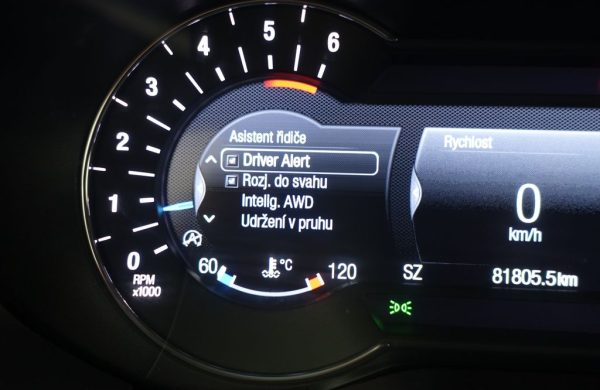 6
5
4
3
2
1
0
RPM
x1000
Asistent řidiče
Driver Alert
Rozj. do svahu
Intelig. AWD
Udržení v pruhu
60
°C
120
Rychlost
0
km/h
SZ
81805.5km